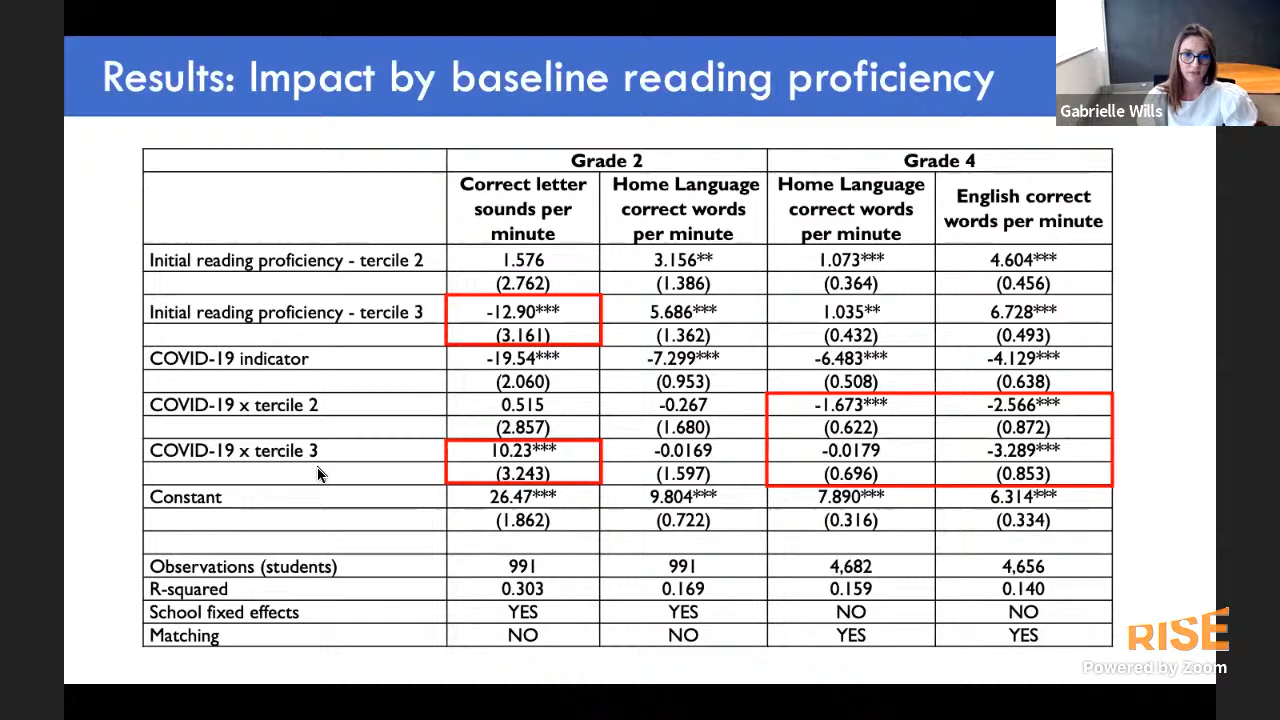 Results: Impact by baseline reading proficiency
Gabrielle Wills
Grade 2 Grade 4
Correct letter sounds per minute Home Language correct words per minute Home Language correct words per minute English correct words per minute
Initial reading proficiency - tercile 2 1.576 3.156** 1.073*** 4.604***
(2.762) (1.386) (0.364) (0.456)
Initial reading proficiency - tercile 3 -12.90*** 5.686*** 1.035** 6.728***
(3.161) (1.362) (0.432) (0.493)
COVID-19 indicator -19.54*** -7.299*** -6.483*** -4.129***
(2.060) (0.953) (0.508) (0.638)
COVID-19 x tercile 2 0.515 -0.267 -1.673*** -2.566***
(2.857) (1.680) (0.622) (0.872)
COVID-19 x tercile 3 10.23*** -0.0169 -0.0179 -3.289***
(3.243) (1.597) (0.696) (0.853)
Constant 26.47*** 9.804*** 7.890*** 6.314***
(1.862) (0.722) (0.316) (0.334)
Observations (students) 991 991 4,682 4,656
R-squared 0.303 0.169 0.159 0.140
School fixed effects YES YES NO NO
Matching NO NO YES YES
RISE
Powered by Zoom